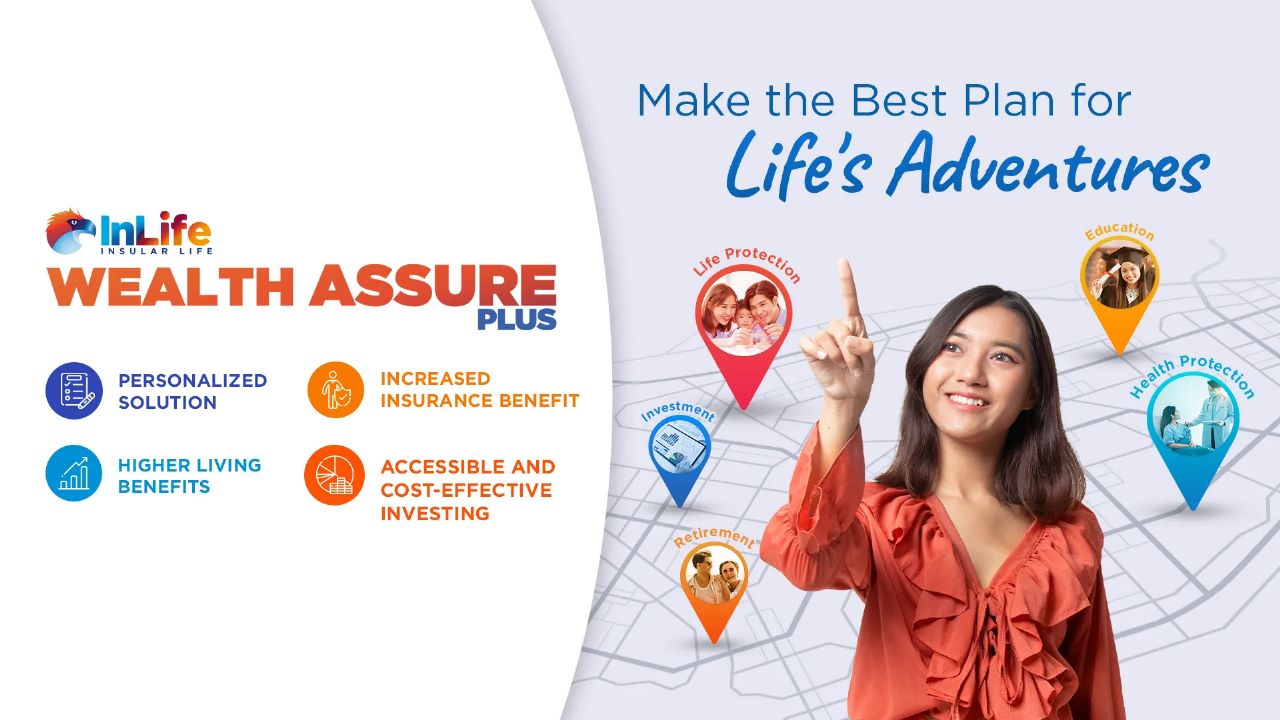 InLife
INSULAR LIFE
WEALTH ASSURE
PLUS
PERSONALIZED
SOLUTION
INCREASED
INSURANCE BENEFIT
HIGHER LIVING
BENEFITS
ACCESSIBLE AND
COST-EFFECTIVE
INVESTING
Make the Best Plan for
Life's Adventures
Life Protection
Education
Investment
Health Protection
Retirement